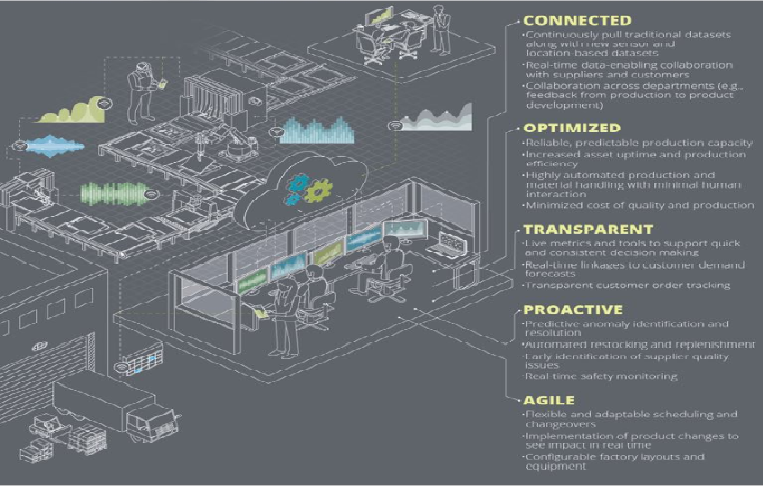 CONNECTED
·Continuously pull traditional datasets
along with new sensor and
location-based datasets
·Real-time data-enabling collaboration
with suppliers and customers
·Collaboration across departments (e.g.,
feedback from production to product
development)
OPTIMIZED
·Reliable, predictable production capacity
·Increased asset uptime and production
efficiency
·Highly automated production and
material handling with minimal human
interaction
·Minimized cost of quality and production
TRANSPARENT
·Live metrics and tools to support quick
and consistent decision making
·Real-time linkages to customer demand
forecasts
·Transparent customer order tracking
PROACTIVE
·Predictive anomaly identification and
resolution
·Automated restocking and replenishment
·Early identification of supplier quality
issues
·Real-time safety monitoring
AGILE
·Flexible and adaptable scheduling and
changeovers
·Implementation of product changes to
see impact in real time
·Configurable factory layouts and
equipment